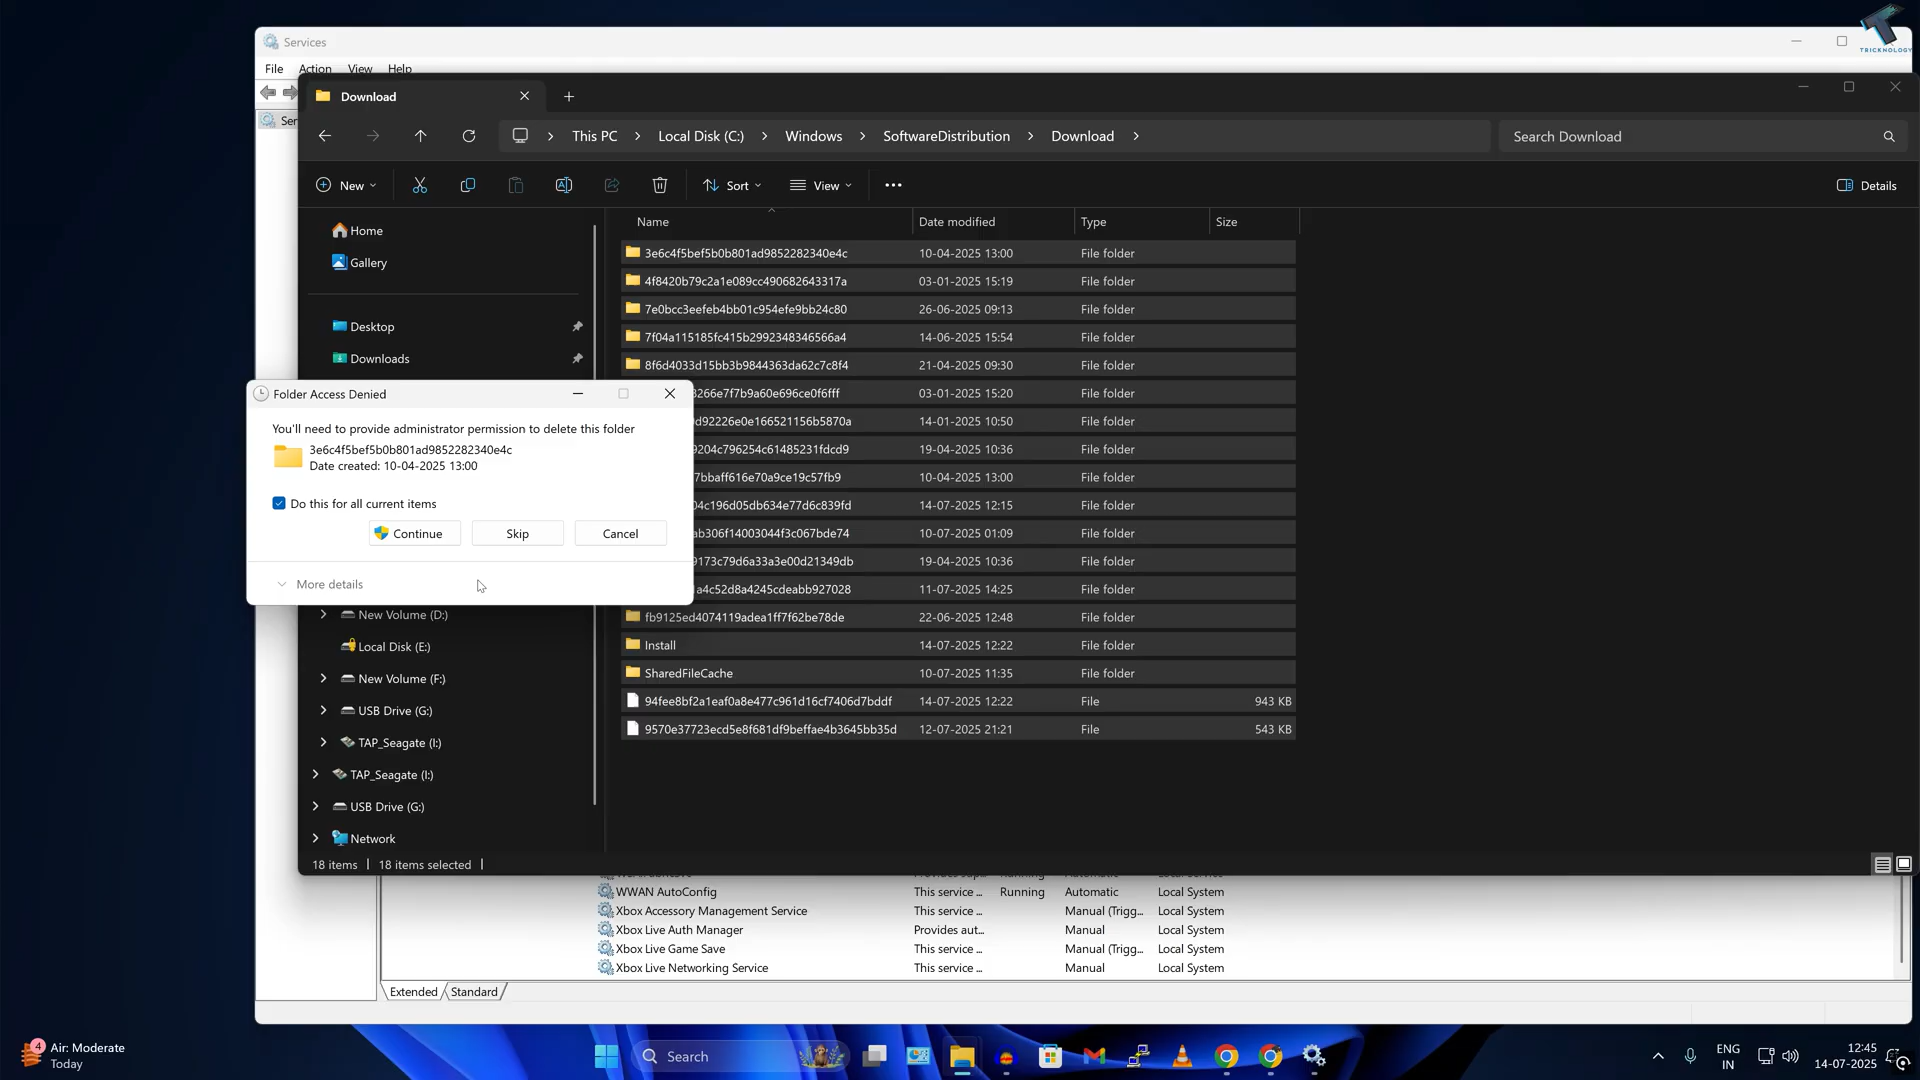 TRICKNOLOGY
Services
File Action View Help
Ser
Download
This PC Local Disk (C:) Windows SoftwareDistribution Download
Search Download
New Sort View Details
Name Date modified Type Size
Home
Gallery
Desktop
Downloads
3e6c4f5bef5b0b801ad9852282340e4c 10-04-2025 13:00 File folder
4f8420b79c2a1e089cc490682643317a 03-01-2025 15:19 File folder
7e0bcc3eefeb4bb01c954efe9bb24c80 26-06-2025 09:13 File folder
7f04a115185fc415b2992348346566a4 14-06-2025 15:54 File folder
8f6d4033d15bb3b9844363da62c7c8f4 21-04-2025 09:30 File folder
3266e7f7b9a60e696ce0f6fff 03-01-2025 15:20 File folder
d92226e0e166521156b5870a 14-01-2025 10:50 File folder
9204c796254c61485231fdcd9 19-04-2025 10:36 File folder
7bbaff616e70a9ce19c57fb9 10-04-2025 13:00 File folder
04c196d05db634e77d6c839fd 14-07-2025 12:15 File folder
ab306f14003044f3c067bde74 10-07-2025 01:09 File folder
9173c79d6a33a3e00d21349db 19-04-2025 10:36 File folder
1a4c52d8a4245cdeabb927028 11-07-2025 14:25 File folder
fb9125ed4074119adea1ff7f62be78de 22-06-2025 12:48 File folder
Install 14-07-2025 12:22 File folder
SharedFileCache 10-07-2025 11:35 File folder
94fee8bf2a1eaf0a8e477c961d16cf7406d7bddf 14-07-2025 12:22 File 943 KB
9570e37723ecd5e8f681df9beffae4b3645bb35d 12-07-2025 21:21 File 543 KB
Folder Access Denied
You'll need to provide administrator permission to delete this folder
3e6c4f5bef5b0b801ad9852282340e4c
Date created: 10-04-2025 13:00
Do this for all current items
Continue Skip Cancel
More details
New Volume (D:)
Local Disk (E:)
New Volume (F:)
USB Drive (G:)
TAP_Seagate (I:)
TAP_Seagate (I:)
USB Drive (G:)
Network
18 items 18 items selected
WWAN AutoConfig This service ... Running Automatic Local System
Xbox Accessory Management Service This service ... Manual (Trigg... Local System
Xbox Live Auth Manager Provides aut... Manual Local System
Xbox Live Game Save This service ... Manual (Trigg... Local System
Xbox Live Networking Service This service ... Manual Local System
Extended Standard
4
Air: Moderate
Today
Search
ENG
IN
12:45
14-07-2025